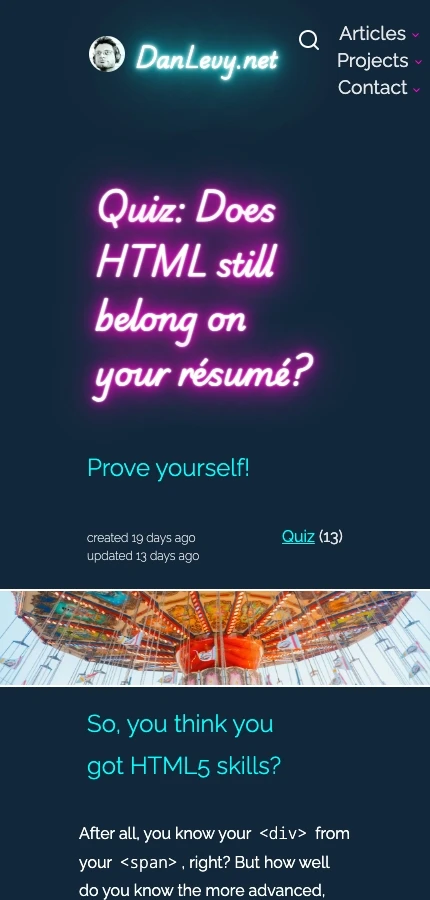 DanLevy.net
Articles
Projects
Contact
Quiz: Does
HTML still
belong on
your résumé?
Prove yourself!
created 19 days ago
updated 13 days ago
Quiz (13)
So, you think you
got HTML5 skills?
After all, you know your <div> from
your <span> , right? But how well
do you know the more advanced,